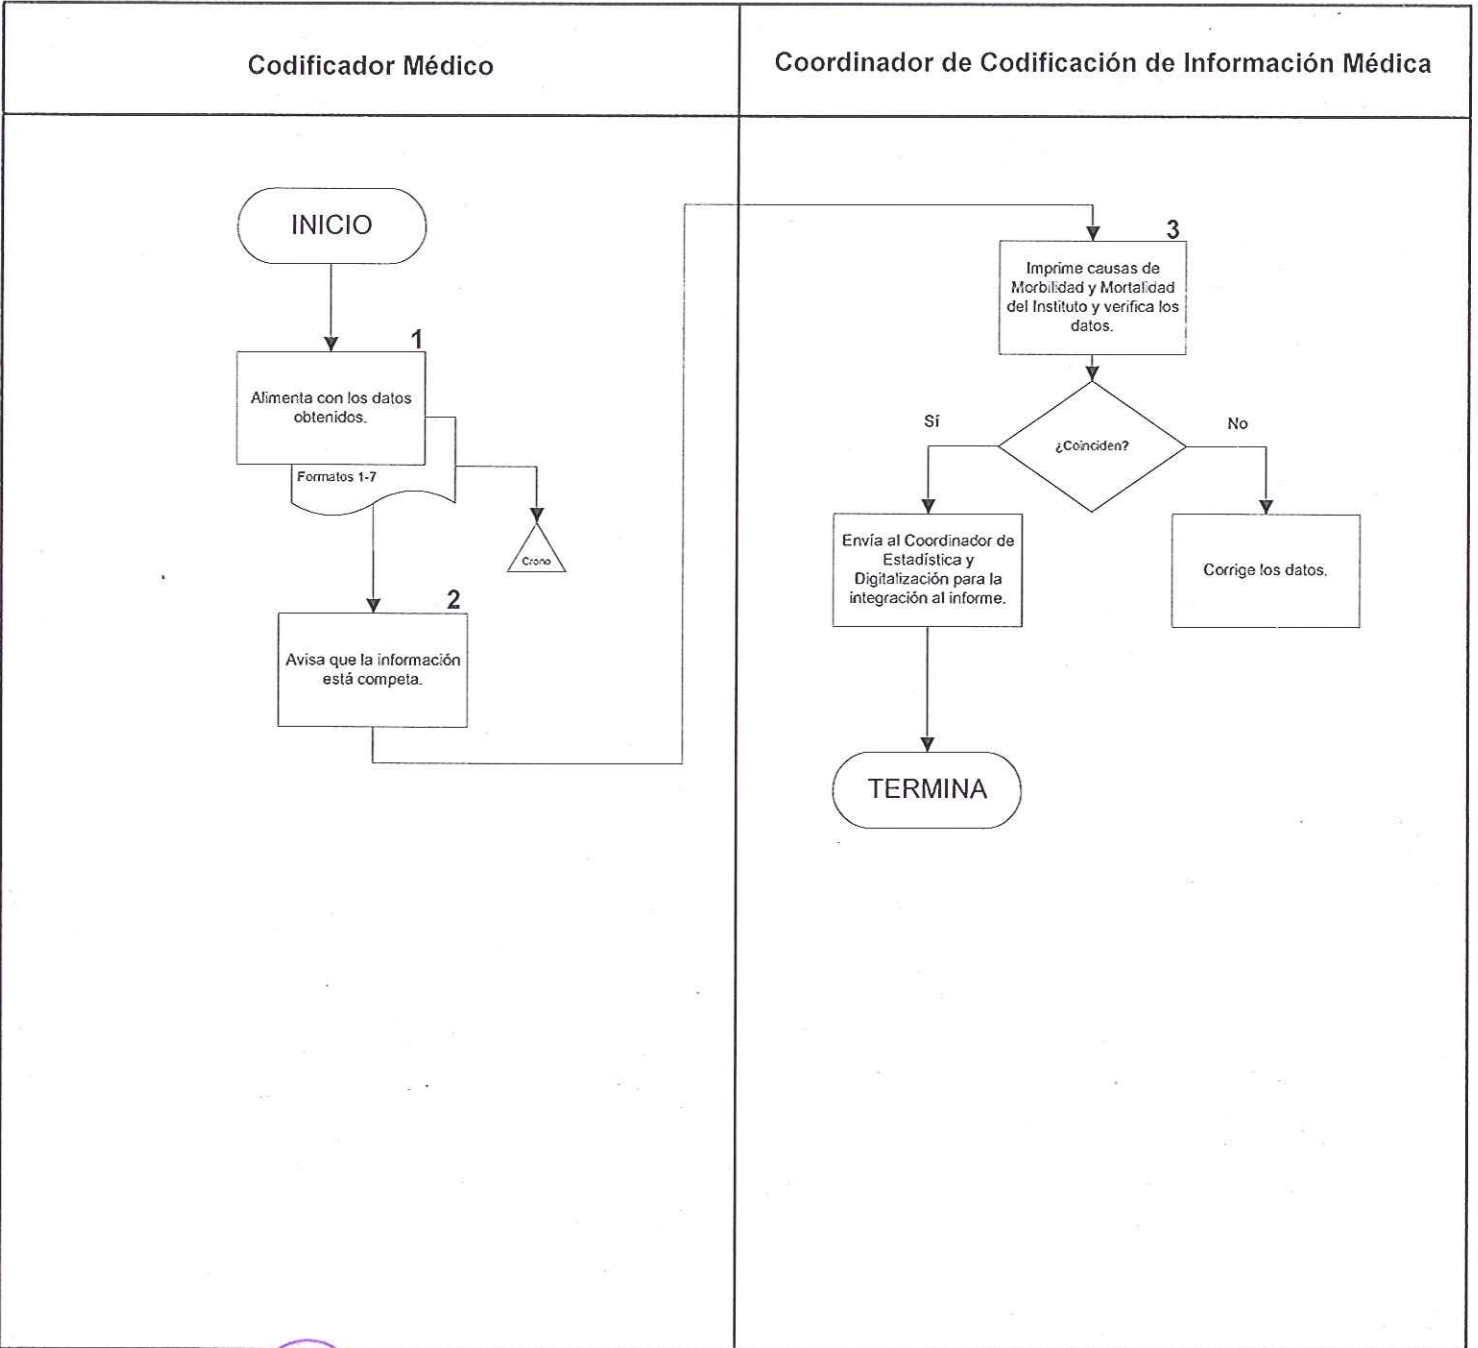 Codificador Médico
Coordinador de Codificación de Información Médica
INICIO
1
Alimenta con los datos
obtenidos.
Formatos 1-7
Crono
2
Avisa que la información
está competa.
3
Imprime causas de
Morbilidad y Mortalidad
del Instituto y verifica los
datos.
¿Coinciden?
Sí
No
Envía al Coordinador de
Estadística y
Digitalización para la
integración al informe.
Corrige los datos.
TERMINA